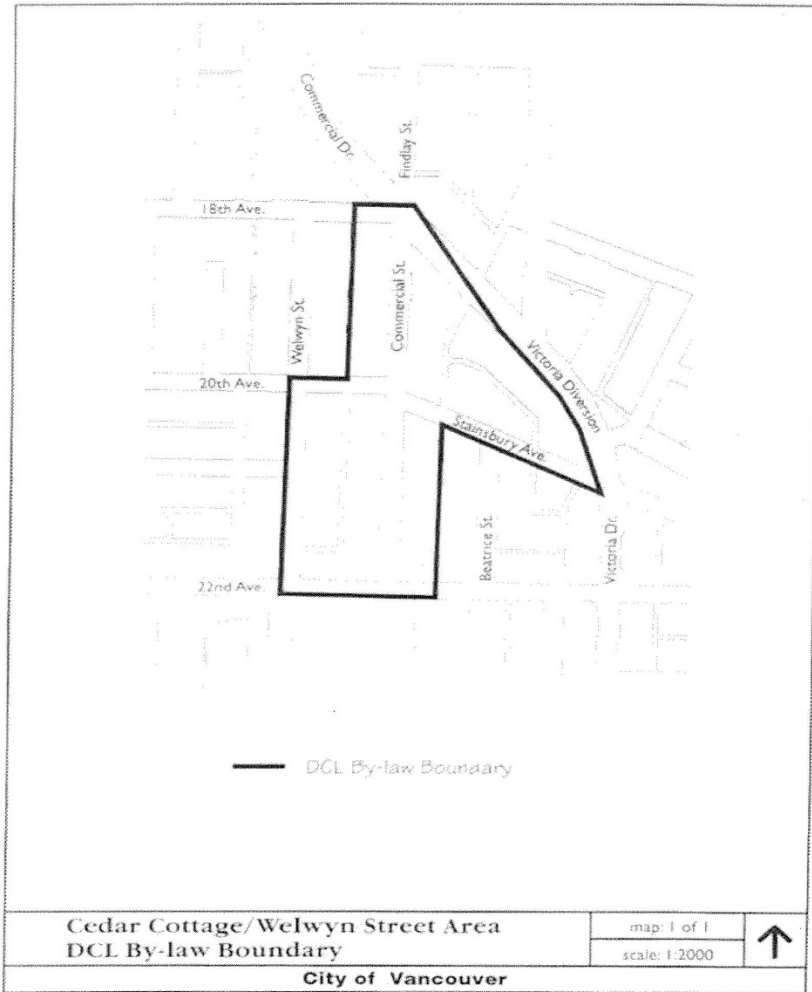 Commercial Dr.
Findlay St.
18th Ave.
Welwyn St.
Commercial St.
20th Ave.
Victoria Diversion
Stainsbury Ave.
Beatrice St.
Victoria Dr.
22nd Ave.
DCL By-law Boundary
Cedar Cottage/Welwyn Street Area
DCL By-law Boundary
map: 1 of 1
scale: 1:2000
City of Vancouver